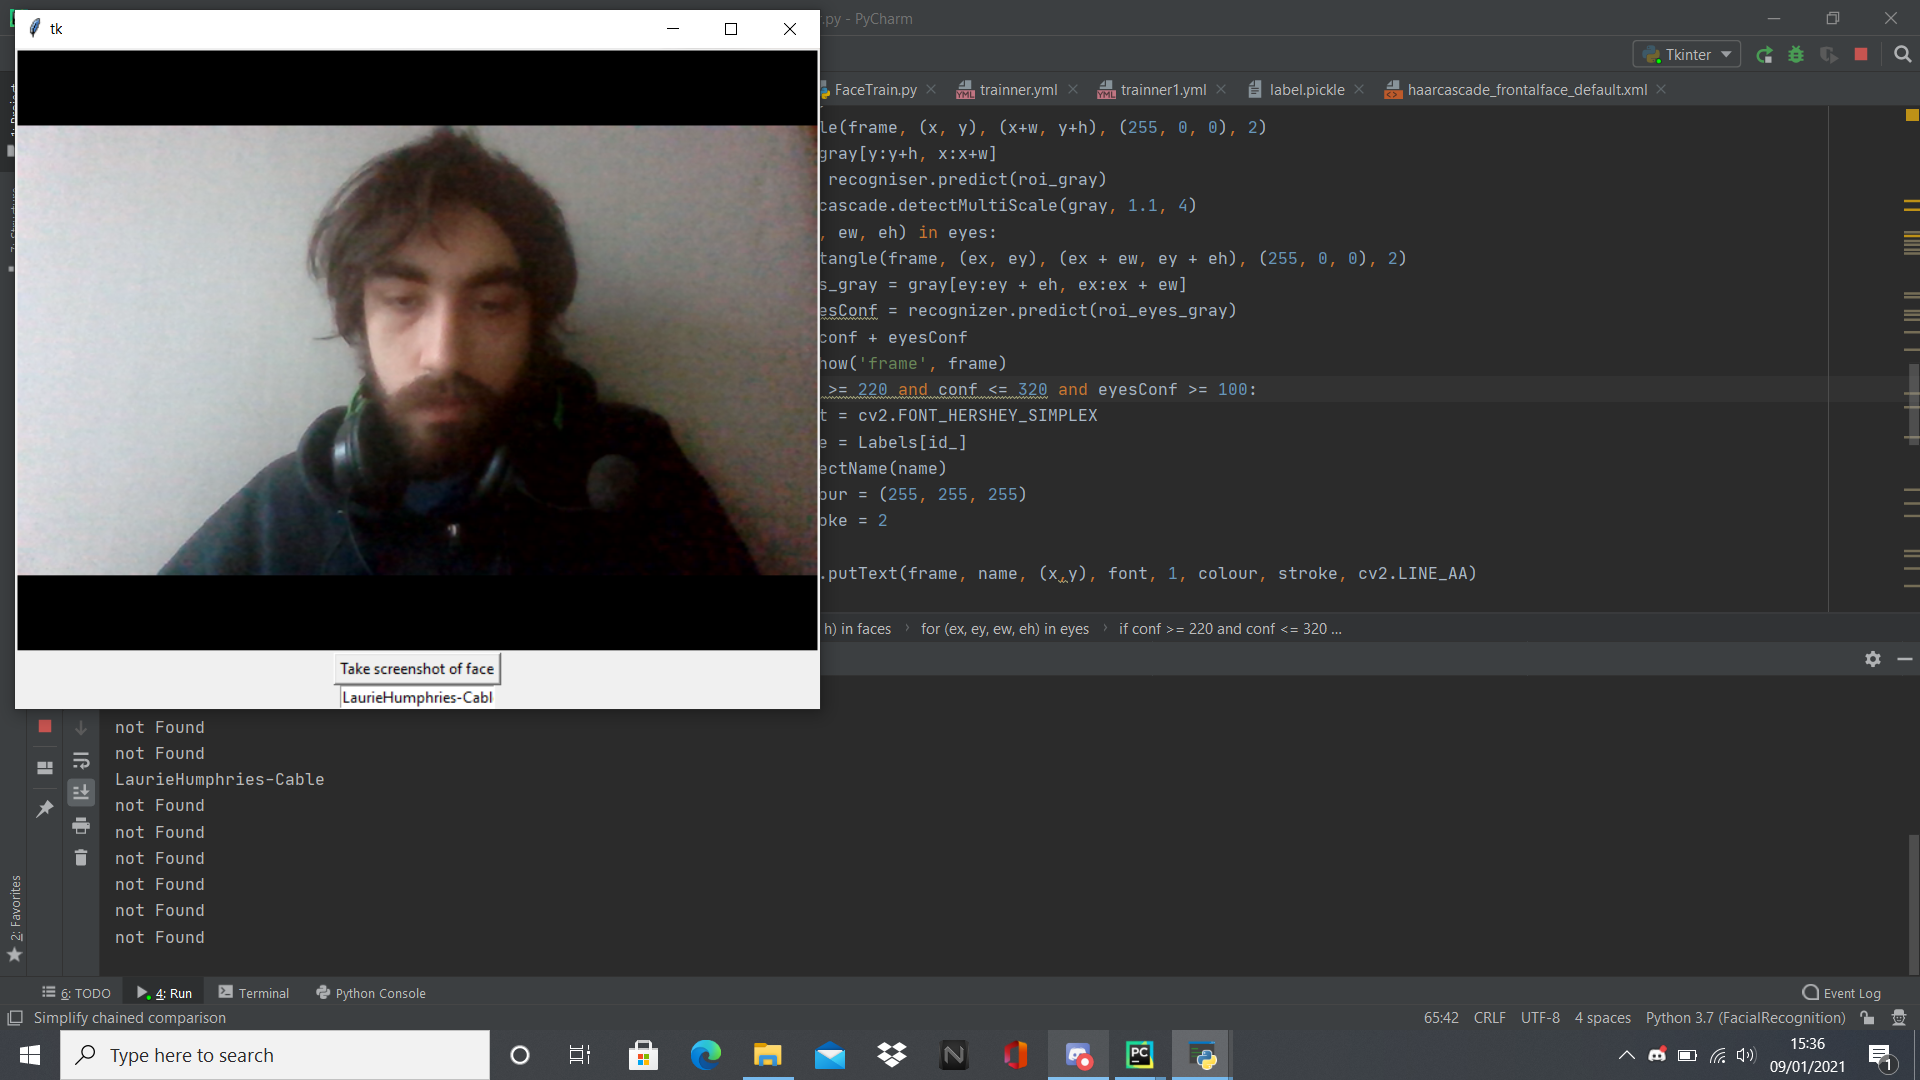 tk
.py - PyCharm
Tkinter
FaceTrain.py
trainner.yml
trainner1.yml
label.pickle
haarcascade_frontalface_default.xml
le(frame, (x, y), (x+w, y+h), (255, 0, 0), 2)
gray[y:y+h, x:x+w]
recogniser.predict(roi_gray)
cascade.detectMultiScale(gray, 1.1, 4)
, ew, eh) in eyes:
tangle(frame, (ex, ey), (ex + ew, ey + eh), (255, 0, 0), 2)
s_gray = gray[ey:ey + eh, ex:ex + ew]
esConf = recognizer.predict(roi_eyes_gray)
conf + eyesConf
how('frame', frame)
>= 220 and conf <= 320 and eyesConf >= 100:
t = cv2.FONT_HERSHEY_SIMPLEX
e = Labels[id_]
ectName(name)
our = (255, 255, 255)
oke = 2
.putText(frame, name, (x,y), font, 1, colour, stroke, cv2.LINE_AA)
h) in faces
for (ex, ey, ew, eh) in eyes
if conf >= 220 and conf <= 320 ...
Take screenshot of face
LaurieHumphries-Cabl
not Found
not Found
LaurieHumphries-Cable
not Found
not Found
not Found
not Found
not Found
not Found
2: Favorites
6: TODO
4: Run
Terminal
Python Console
Event Log
Simplify chained comparison
65:42
CRLF
UTF-8
4 spaces
Python 3.7 (FacialRecognition)
Type here to search
PC
15:36
09/01/2021
1